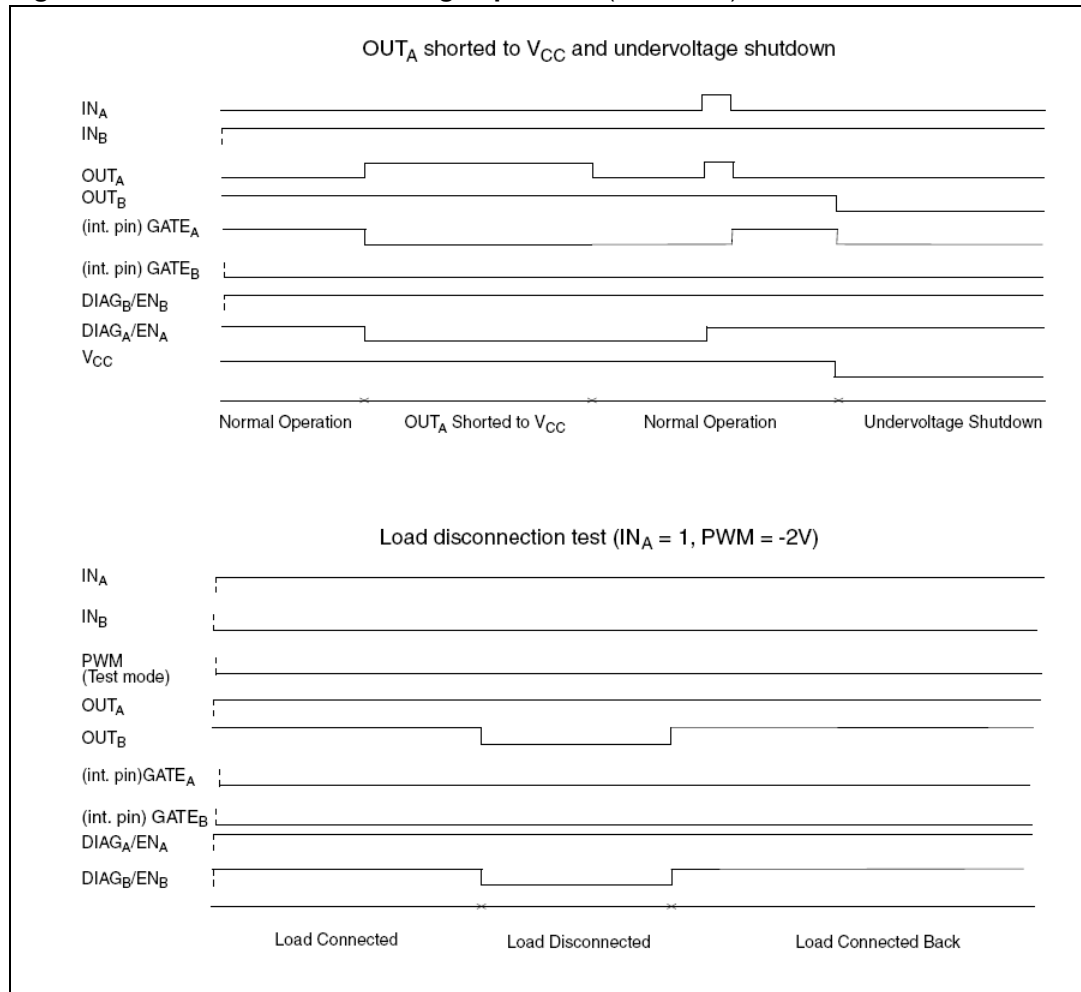 OUTA shorted to VCC and undervoltage shutdown
INA
INB
OUTA
OUTB
(int. pin) GATEA
(int. pin) GATEB
DIAGB/ENB
DIAGA/ENA
VCC
Normal Operation
OUTA Shorted to VCC
Normal Operation
Undervoltage Shutdown
Load disconnection test (INA = 1, PWM = -2V)
INA
INB
PWM
(Test mode)
OUTA
OUTB
(int. pin)GATEA
(int. pin) GATEB
DIAGA/ENA
DIAGB/ENB
Load Connected
Load Disconnected
Load Connected Back